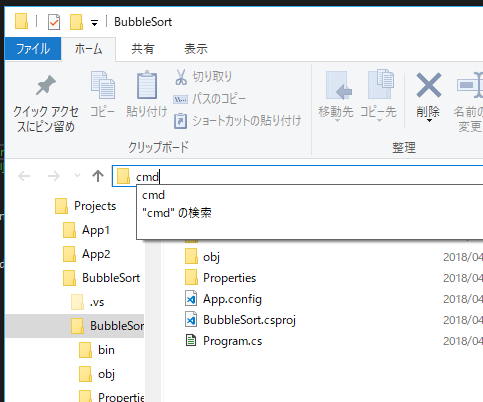 BubbleSort
ファイル ホーム 共有 表示
クイック アクセスにピン留め
コピー
貼り付け
切り取り
パスのコピー
ショートカットの貼り付け
クリップボード
移動先
コピー先
削除
名前の変更
整理
cmd
cmd
"cmd" の検索
Projects
App1
App2
BubbleSort
.vs
BubbleSor
bin
obj
Propertie
obj 2018/04
Properties 2018/04
App.config 2018/04
BubbleSort.csproj 2018/04
Program.cs 2018/04